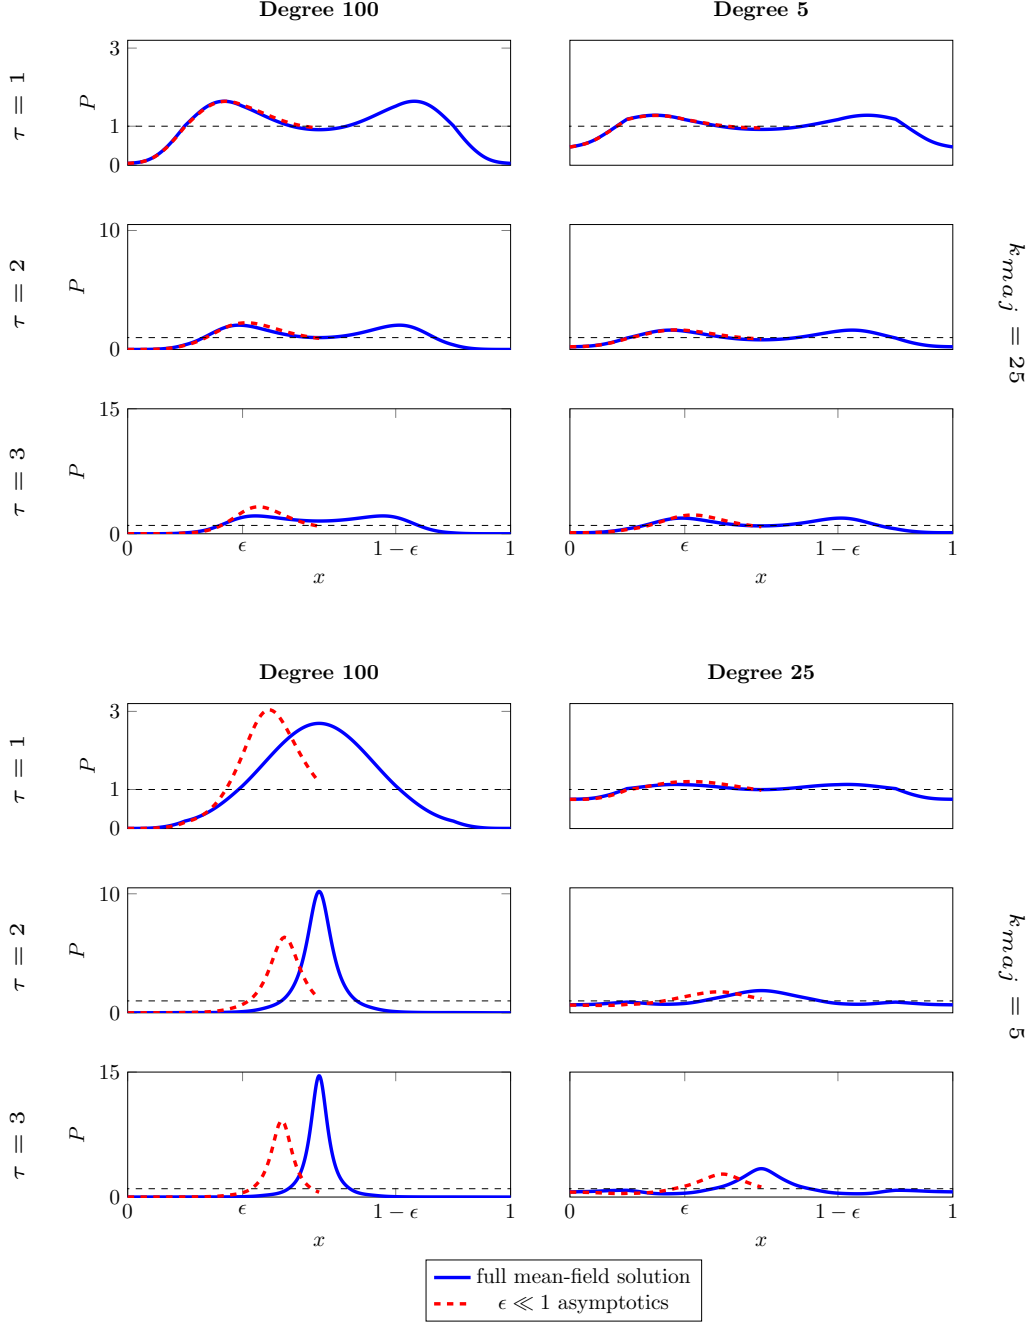 Degree 100 Degree 5
τ = 1
P
3
1
0
τ = 2
P
10
0
k_maj = 25
τ = 3
P
15
0
0 ϵ 1 − ϵ 1 0 ϵ 1 − ϵ 1
x x
Degree 100 Degree 25
τ = 1
P
3
1
0
τ = 2
P
10
0
k_maj = 5
τ = 3
P
15
0
0 ϵ 1 − ϵ 1 0 ϵ 1 − ϵ 1
x x
full mean-field solution
ϵ ≪ 1 asymptotics